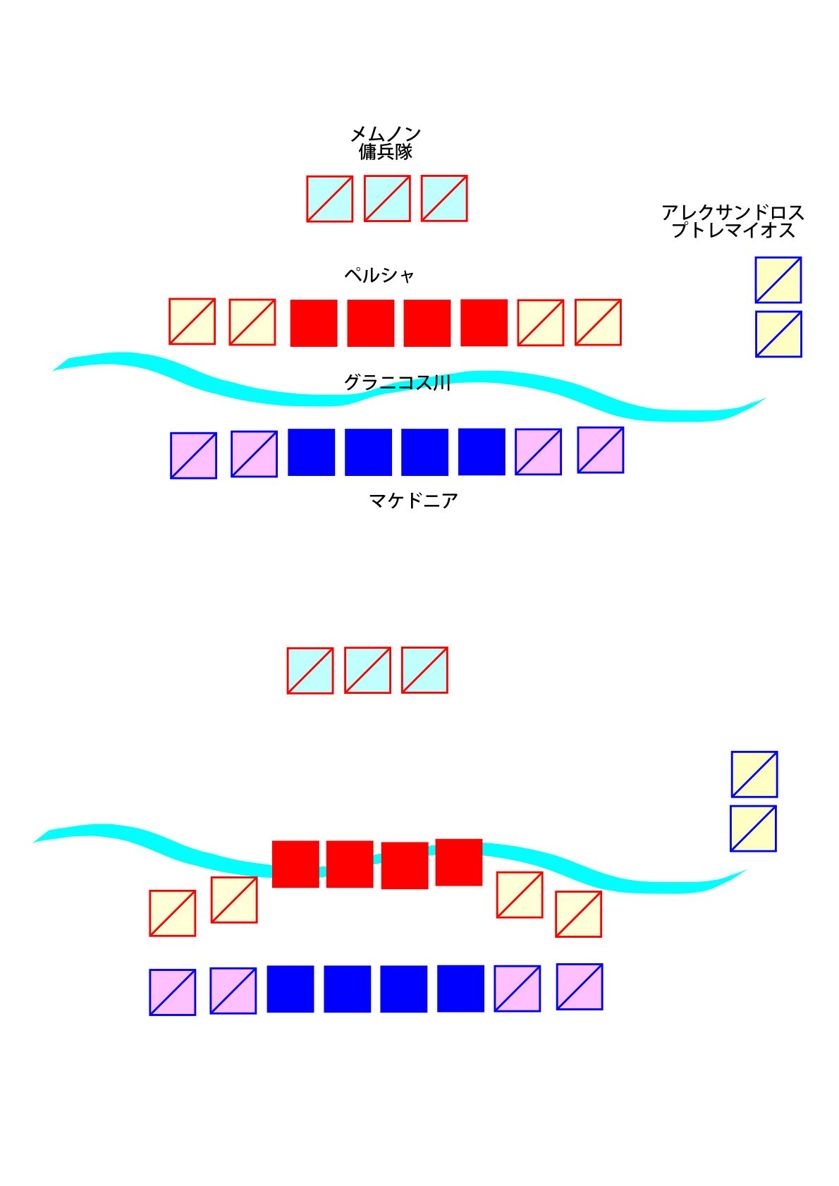 メムノン
傭兵隊
アレクサンドロス
プトレマイオス
ペルシャ
グラニコス川
マケドニア